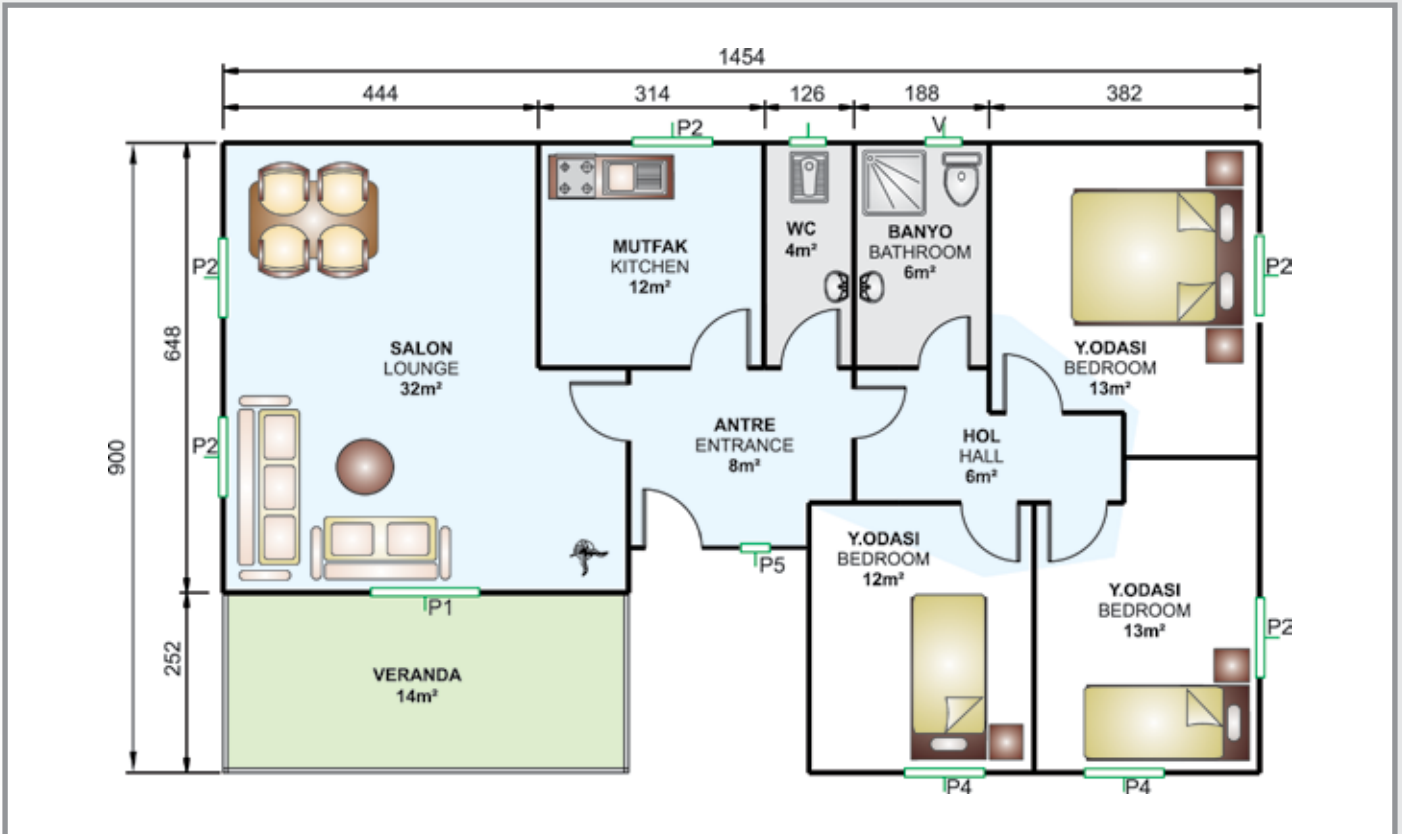 1454
444
314
126
188
382
P2
V
WC
4m²
BANYO
BATHROOM
6m²
MUTFAK
KITCHEN
12m²
P2
P2
648
SALON
LOUNGE
32m²
Y.ODASI
BEDROOM
13m²
900
P2
ANTRE
ENTRANCE
8m²
HOL
HALL
6m²
Y.ODASI
BEDROOM
12m²
P5
Y.ODASI
BEDROOM
13m²
P1
P2
252
VERANDA
14m²
P4
P4